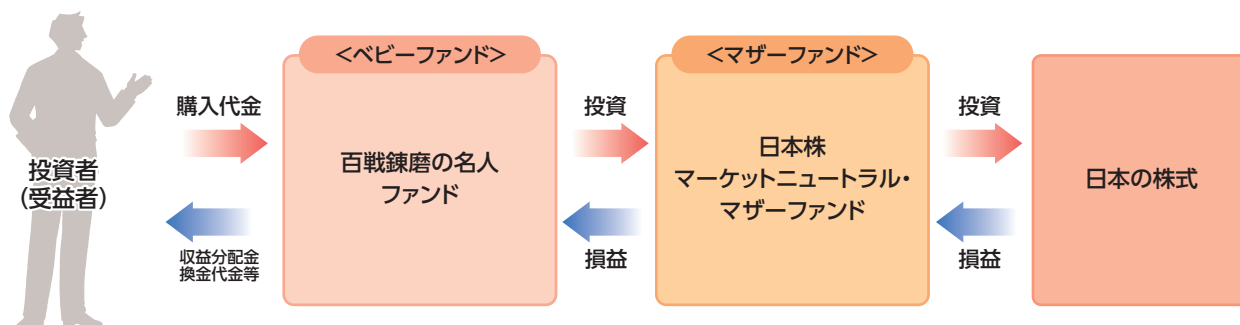 <ベビーファンド>
<マザーファンド>
購入代金
投資
投資
投資者
(受益者)
百戦錬磨の名人
ファンド
日本株
マーケットニュートラル・
マザーファンド
日本の株式
収益分配金
換金代金等
損益
損益